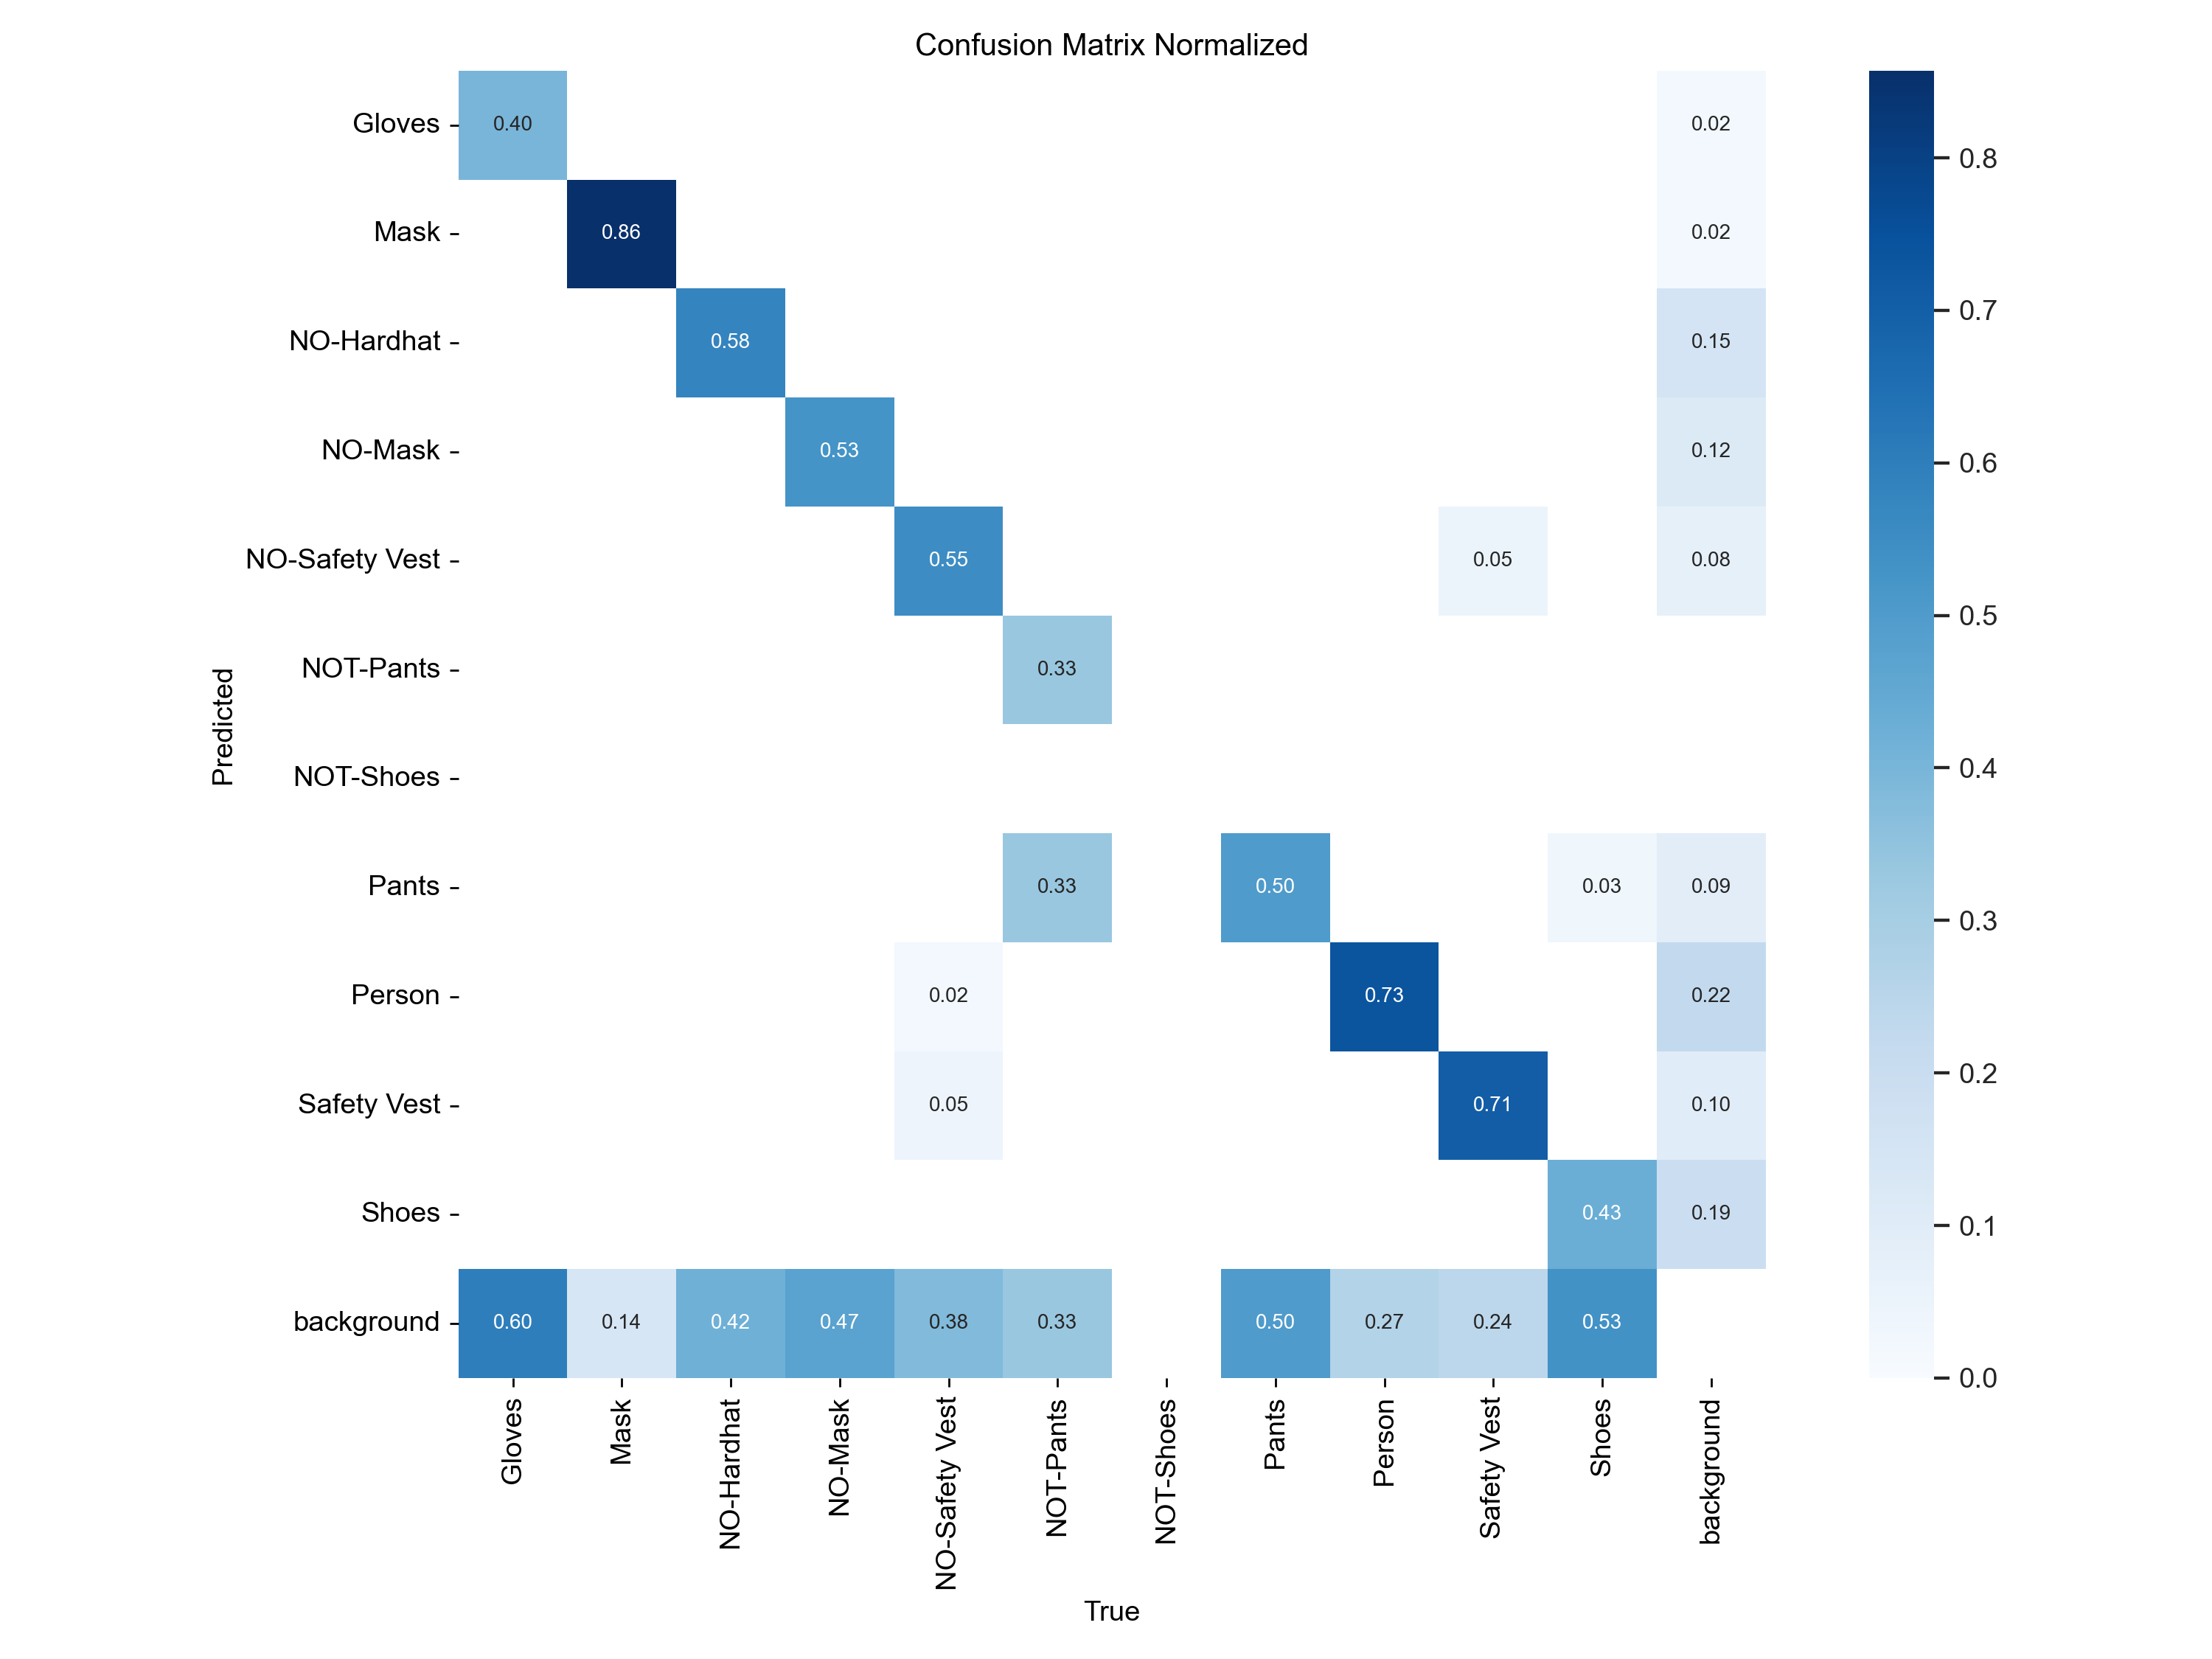 Confusion Matrix Normalized
Gloves 0.40 0.02
Mask 0.86 0.02
NO-Hardhat 0.58 0.15
NO-Mask 0.53 0.12
NO-Safety Vest 0.55 0.05 0.08
NOT-Pants 0.33
NOT-Shoes
Pants 0.33 0.50 0.03 0.09
Person 0.02 0.73 0.22
Safety Vest 0.05 0.71 0.10
Shoes 0.43 0.19
background 0.60 0.14 0.42 0.47 0.38 0.33 0.50 0.27 0.24 0.53
Predicted
Gloves
Mask
NO-Hardhat
NO-Mask
NO-Safety Vest
NOT-Pants
NOT-Shoes
Pants
Person
Safety Vest
Shoes
background
True
0.8
0.7
0.6
0.5
0.4
0.3
0.2
0.1
0.0